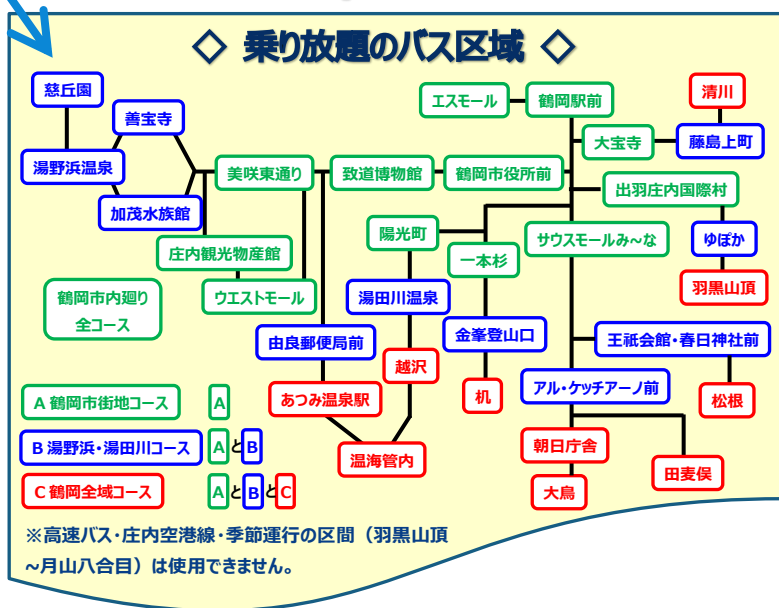 ◇ 乗り放題のバス区域 ◇
慈丘園
善宝寺
エスモール
鶴岡駅前
清川
大宝寺
藤島上町
湯野浜温泉
美咲東通り
致道博物館
鶴岡市役所前
出羽庄内国際村
加茂水族館
陽光町
サウスモールみ~な
ゆぽか
庄内観光物産館
一本杉
鶴岡市内廻り
全コース
ウエストモール
湯田川温泉
羽黒山頂
由良郵便局前
金峯登山口
王祇会館・春日神社前
越沢
アル・ケッチアーノ前
あつみ温泉駅
机
松根
A 鶴岡市街地コース
A
B 湯野浜・湯田川コース
AとB
温海管内
朝日庁舎
田麦俣
C 鶴岡全域コース
AとBとC
大鳥
※高速バス・庄内空港線・季節運行の区間（羽黒山頂
~月山八合目）は使用できません。